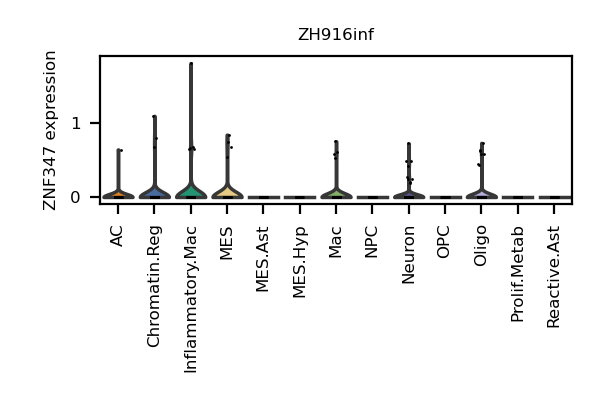 ZH916inf
ZNF347 expression
1
0
AC
Chromatin.Reg
Inflammatory.Mac
MES
MES.Ast
MES.Hyp
Mac
NPC
Neuron
OPC
Oligo
Prolif.Metab
Reactive.Ast